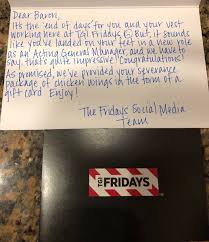 Dear Baron,
Its the end of days for you and your vest
working here at TGI Fridays. But, it sounds
like you've landed on your feet in a new role
as an Acting General Manager, and we have to
say, that's quite impressive! Congratulations!
As promised, we've provided your severance
package of chicken wings in the form of a
gift card. Enjoy!
The Fridays Social Media
Team
TGI FRIDAYS